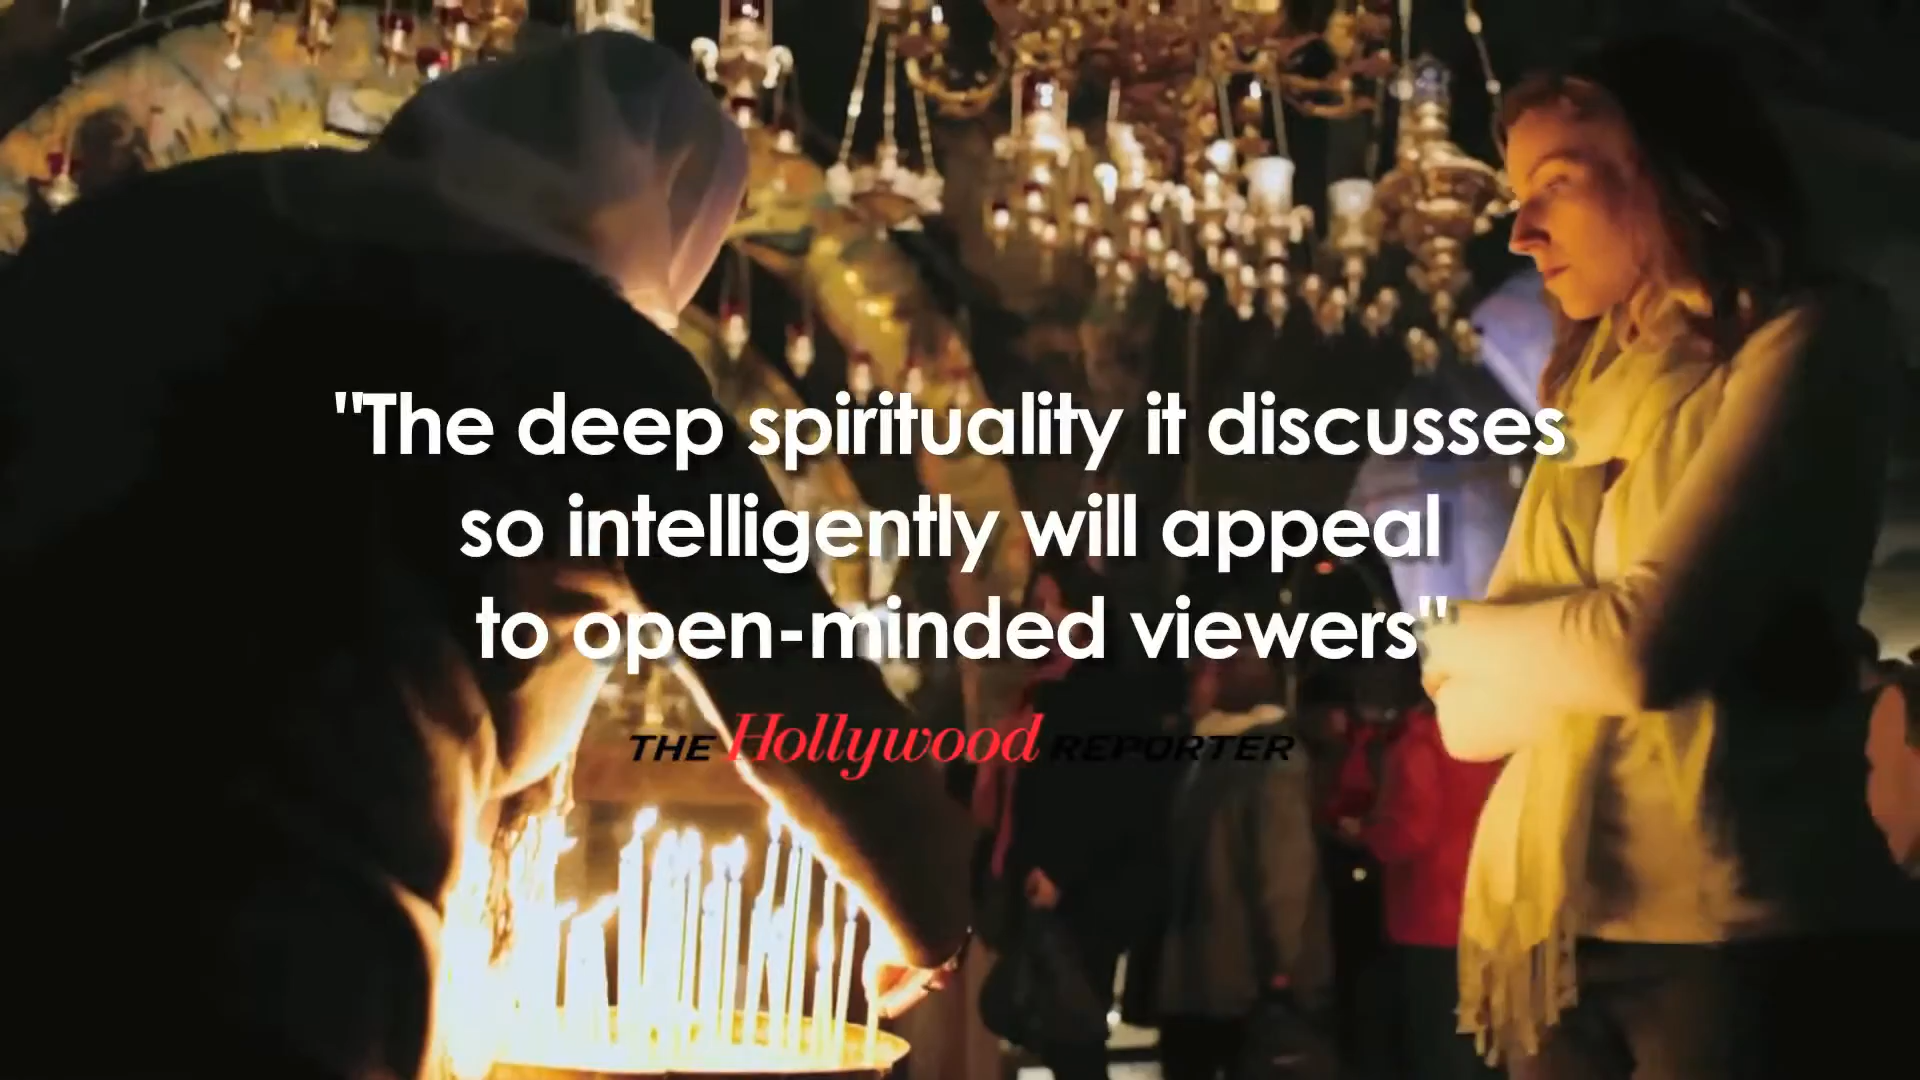 "The deep spirituality it discusses
so intelligently will appeal
to open-minded viewers"
THE Hollywood REPORTER